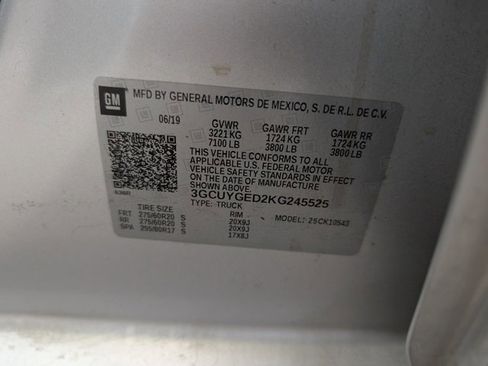 GM
MFD BY GENERAL MOTORS DE MEXICO, S. DE R.L. DE C.V.
06/19 GVWR GAWR FRT GAWR RR
3221 KG 1724 KG 1724 KG
7100 LB 3800 LB 3800 LB
THIS VEHICLE CONFORMS TO ALL
APPLICABLE U.S. FEDERAL MOTOR
VEHICLE SAFETY STANDARDS IN EFFECT ON
THE DATE OF MANUFACTURE
SHOWN ABOVE.
3GCUYGED2KG245525
TYPE: TRUCK MODEL: 25CK10543
TIRE SIZE RIM
FRT 275/60R20 S 20X9J
RR 275/60R20 S 20X9J
SPA 255/80R17 S 17X8J